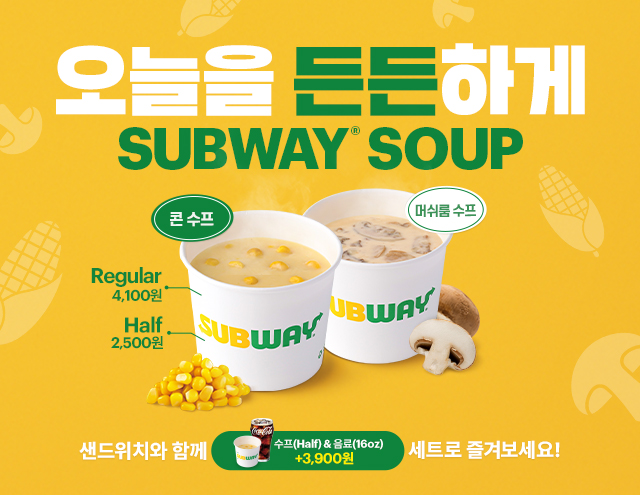 오늘을 든든하게
SUBWAY® SOUP
콘 수프
머쉬룸 수프
Regular
4,100원
Half
2,500원
SUBWAY
SUBWAY
샌드위치와 함께
Coca-Cola
수프(Half) & 음료(16oz)
+3,900원
세트로 즐겨보세요!